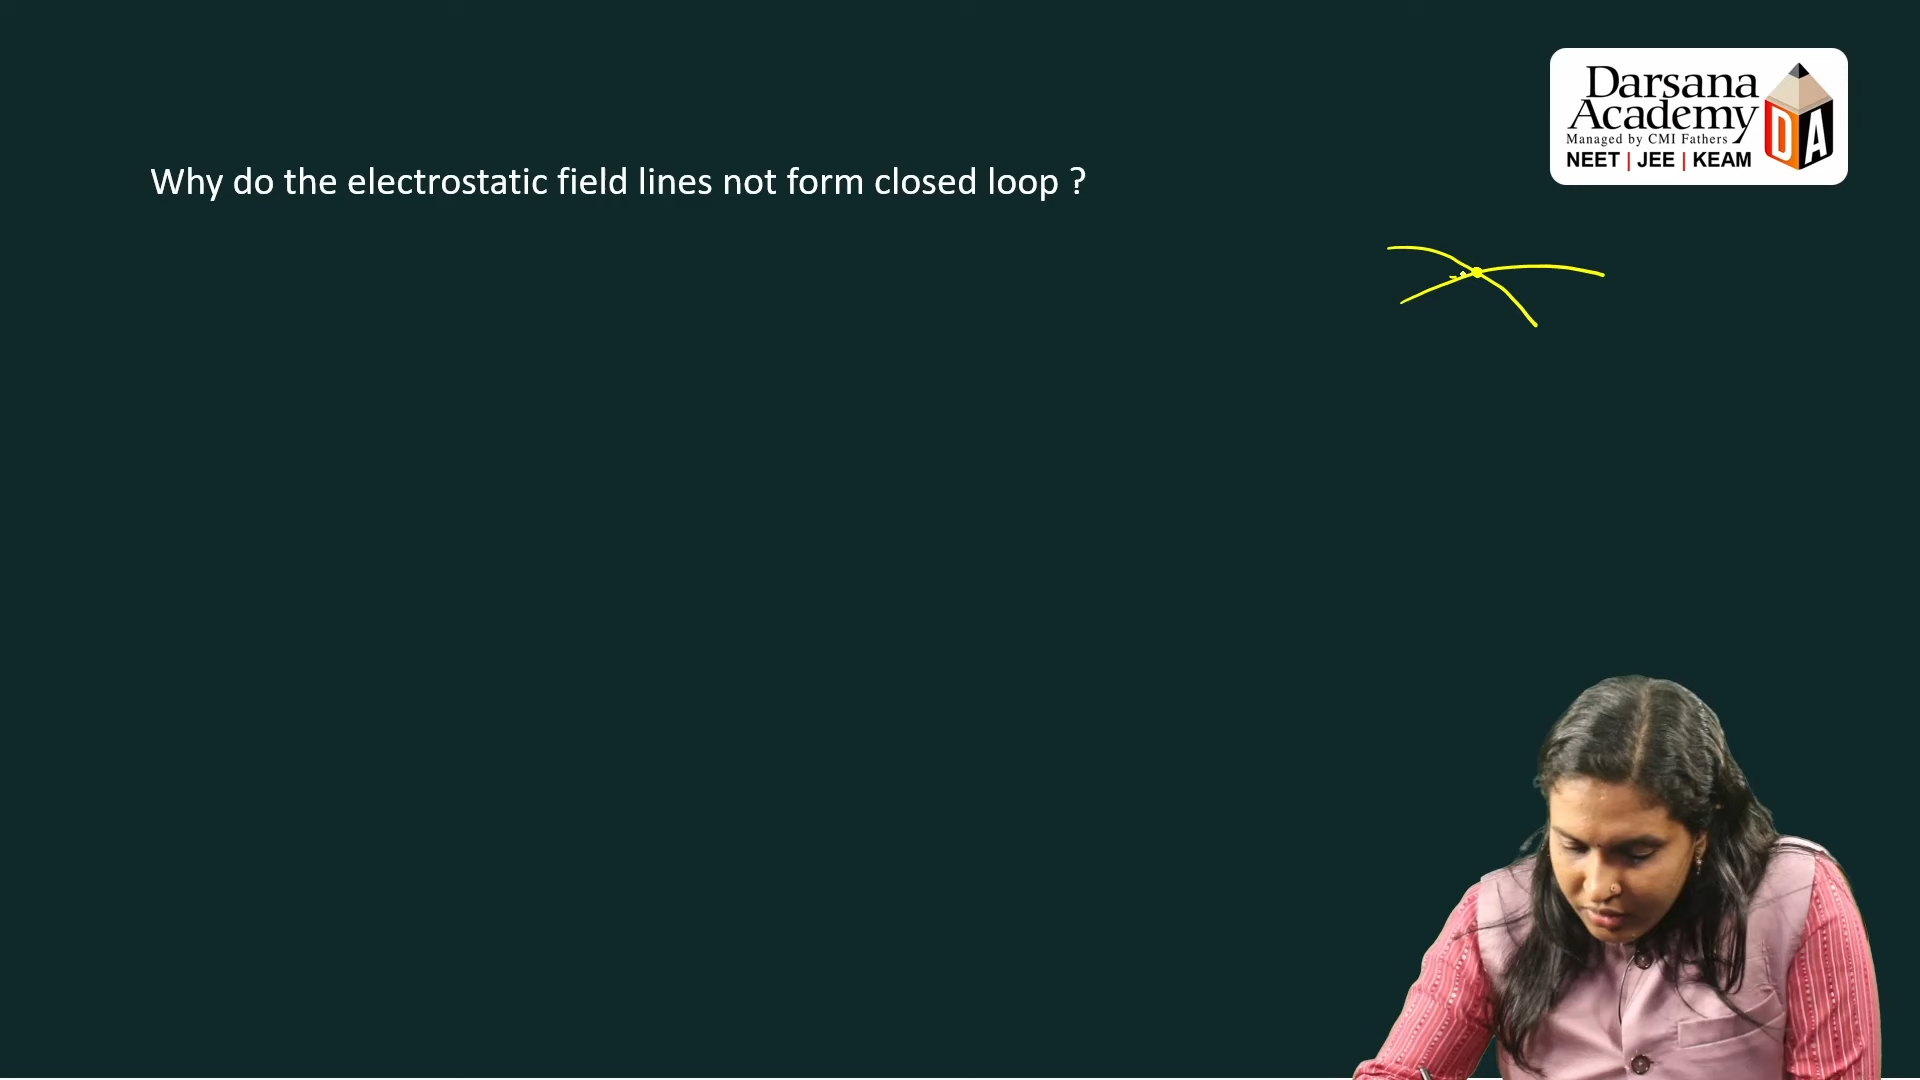 Darsana
Academy
Managed by CMI Fathers
NEET | JEE | KEAM
DA
Why do the electrostatic field lines not form closed loop ?